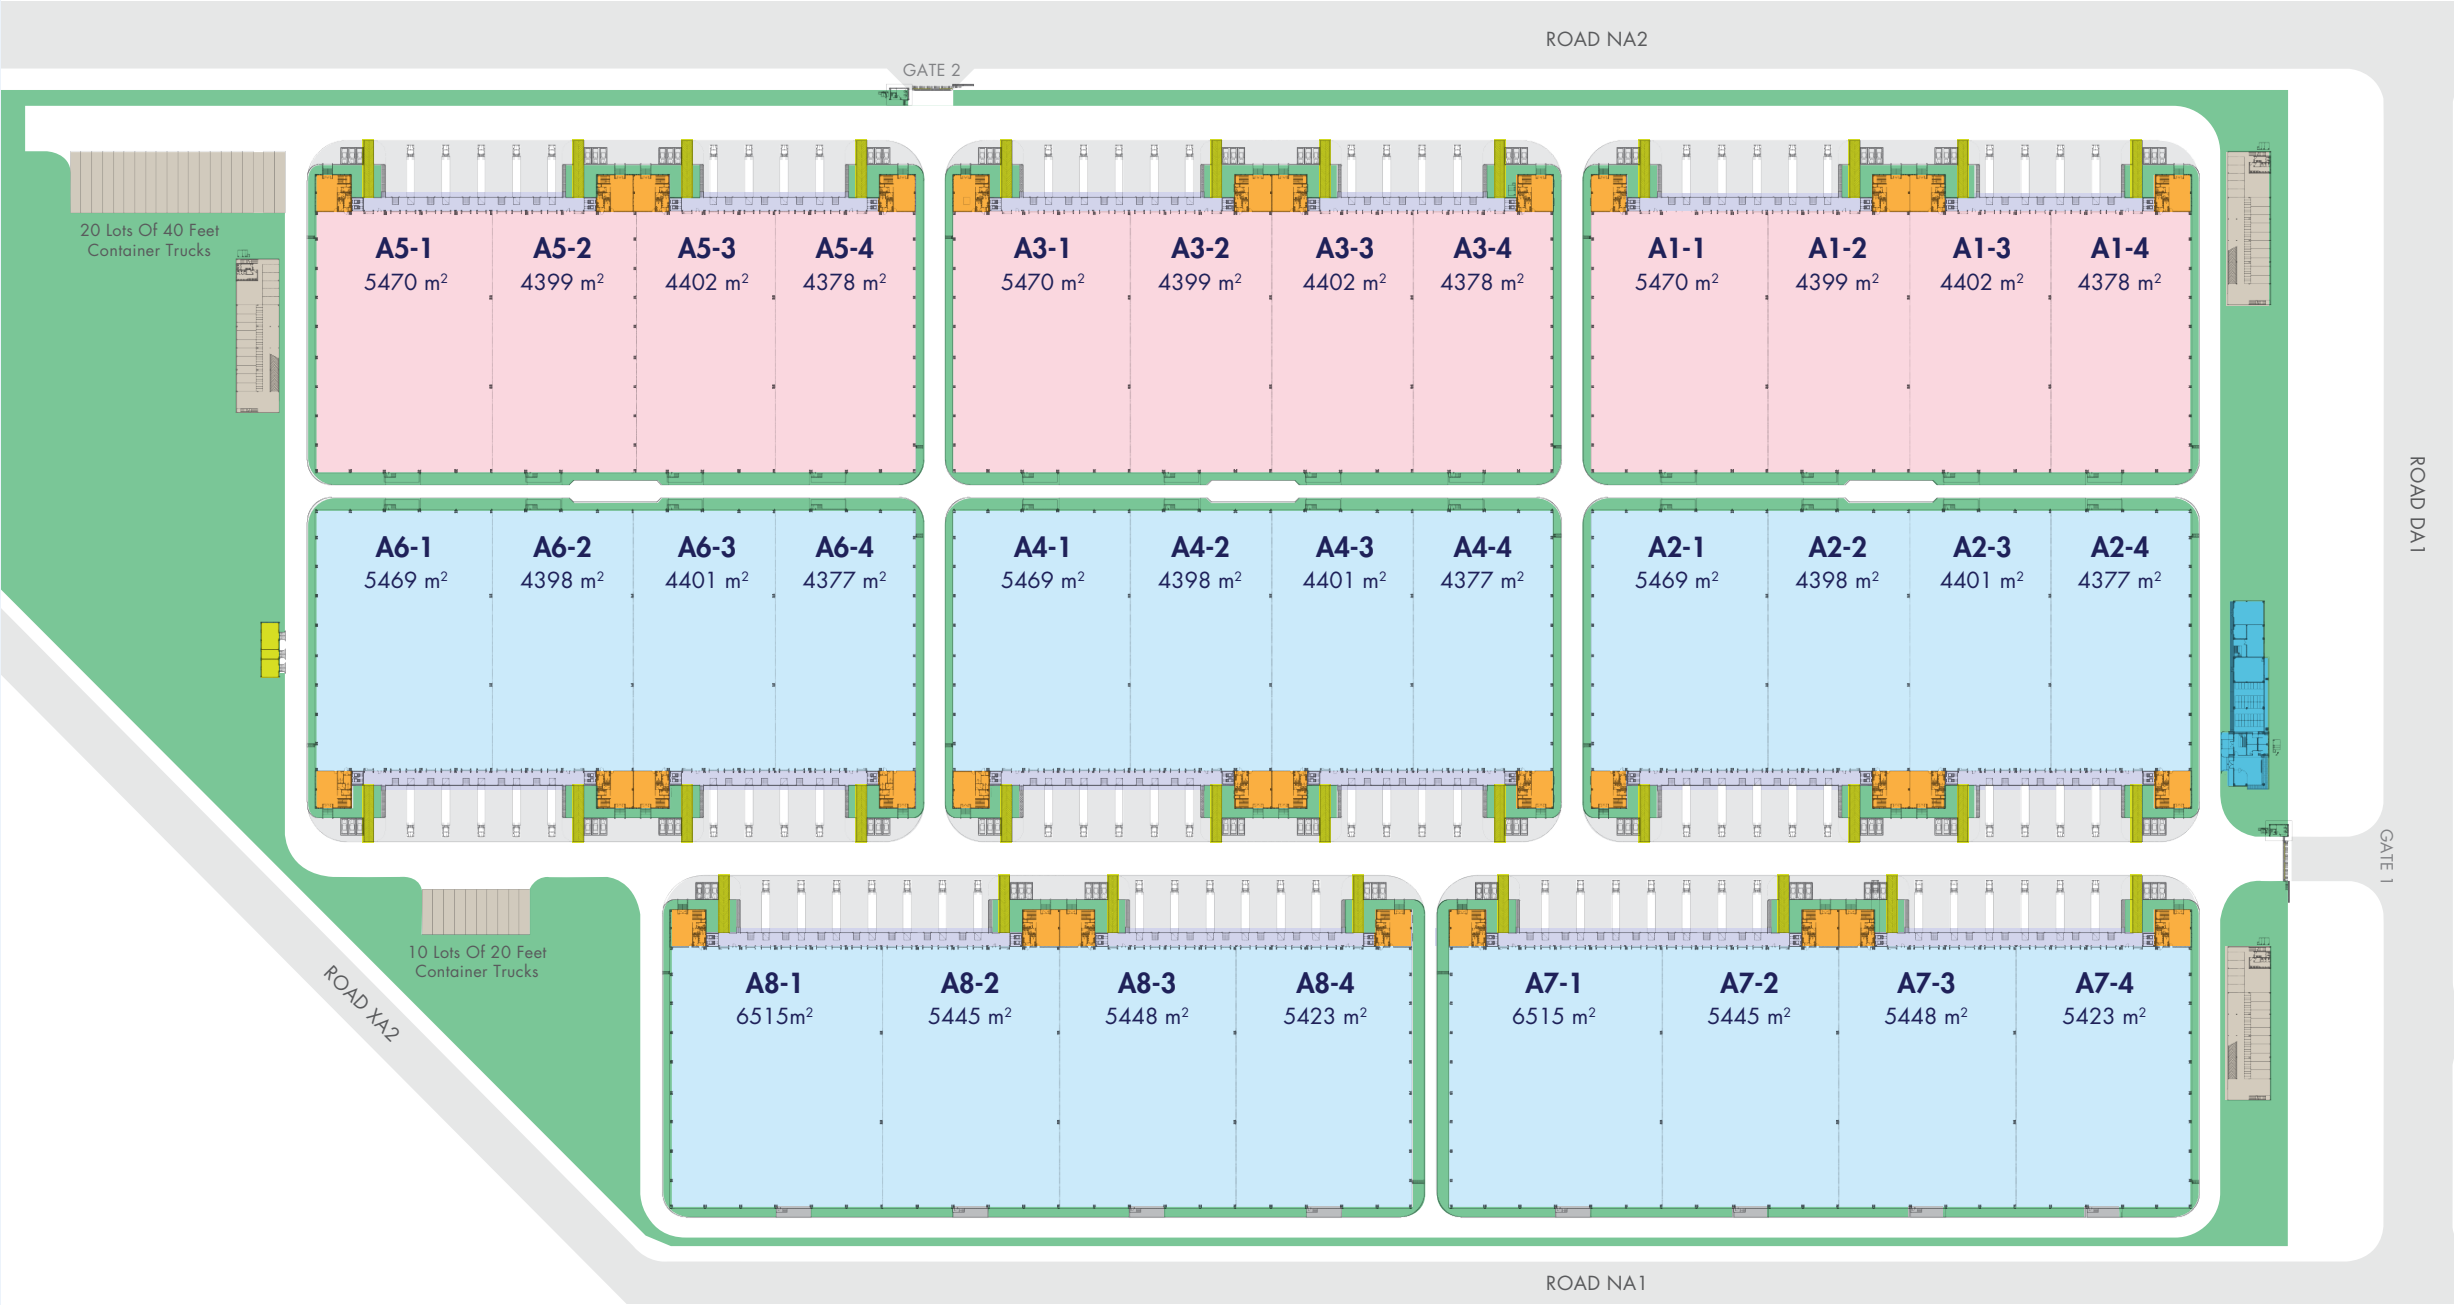 ROAD NA2
GATE 2
20 Lots Of 40 Feet
Container Trucks
A5-1
5470 m²
A5-2
4399 m²
A5-3
4402 m²
A5-4
4378 m²
A3-1
5470 m²
A3-2
4399 m²
A3-3
4402 m²
A3-4
4378 m²
A1-1
5470 m²
A1-2
4399 m²
A1-3
4402 m²
A1-4
4378 m²
ROAD DA1
A6-1
5469 m²
A6-2
4398 m²
A6-3
4401 m²
A6-4
4377 m²
A4-1
5469 m²
A4-2
4398 m²
A4-3
4401 m²
A4-4
4377 m²
A2-1
5469 m²
A2-2
4398 m²
A2-3
4401 m²
A2-4
4377 m²
GATE 1
10 Lots Of 20 Feet
Container Trucks
ROAD XA2
A8-1
6515m²
A8-2
5445 m²
A8-3
5448 m²
A8-4
5423 m²
A7-1
6515 m²
A7-2
5445 m²
A7-3
5448 m²
A7-4
5423 m²
ROAD NA1